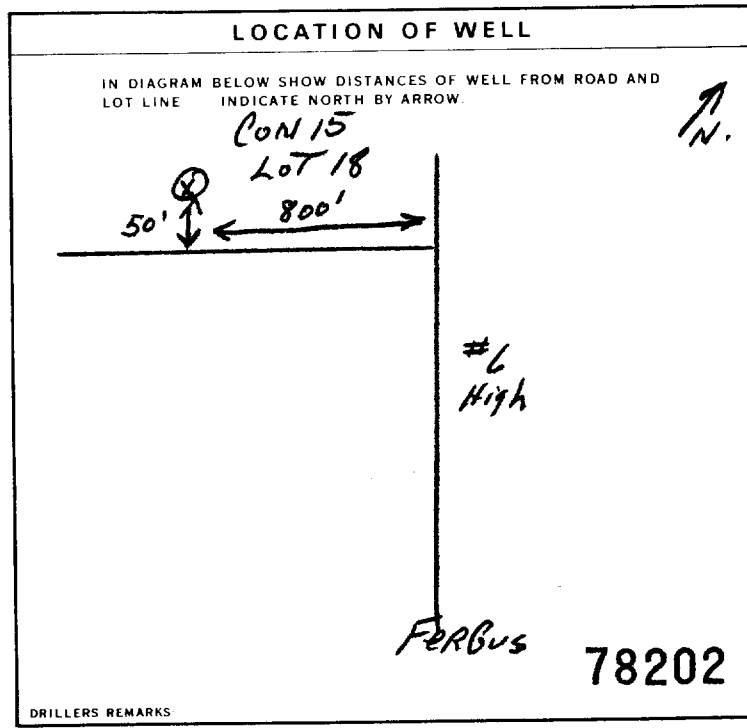 LOCATION OF WELL
IN DIAGRAM BELOW SHOW DISTANCES OF WELL FROM ROAD AND
LOT LINE INDICATE NORTH BY ARROW.
N.
CON 15
LOT 18
50'
800'
#6
High
FERGUS
78202
DRILLERS REMARKS